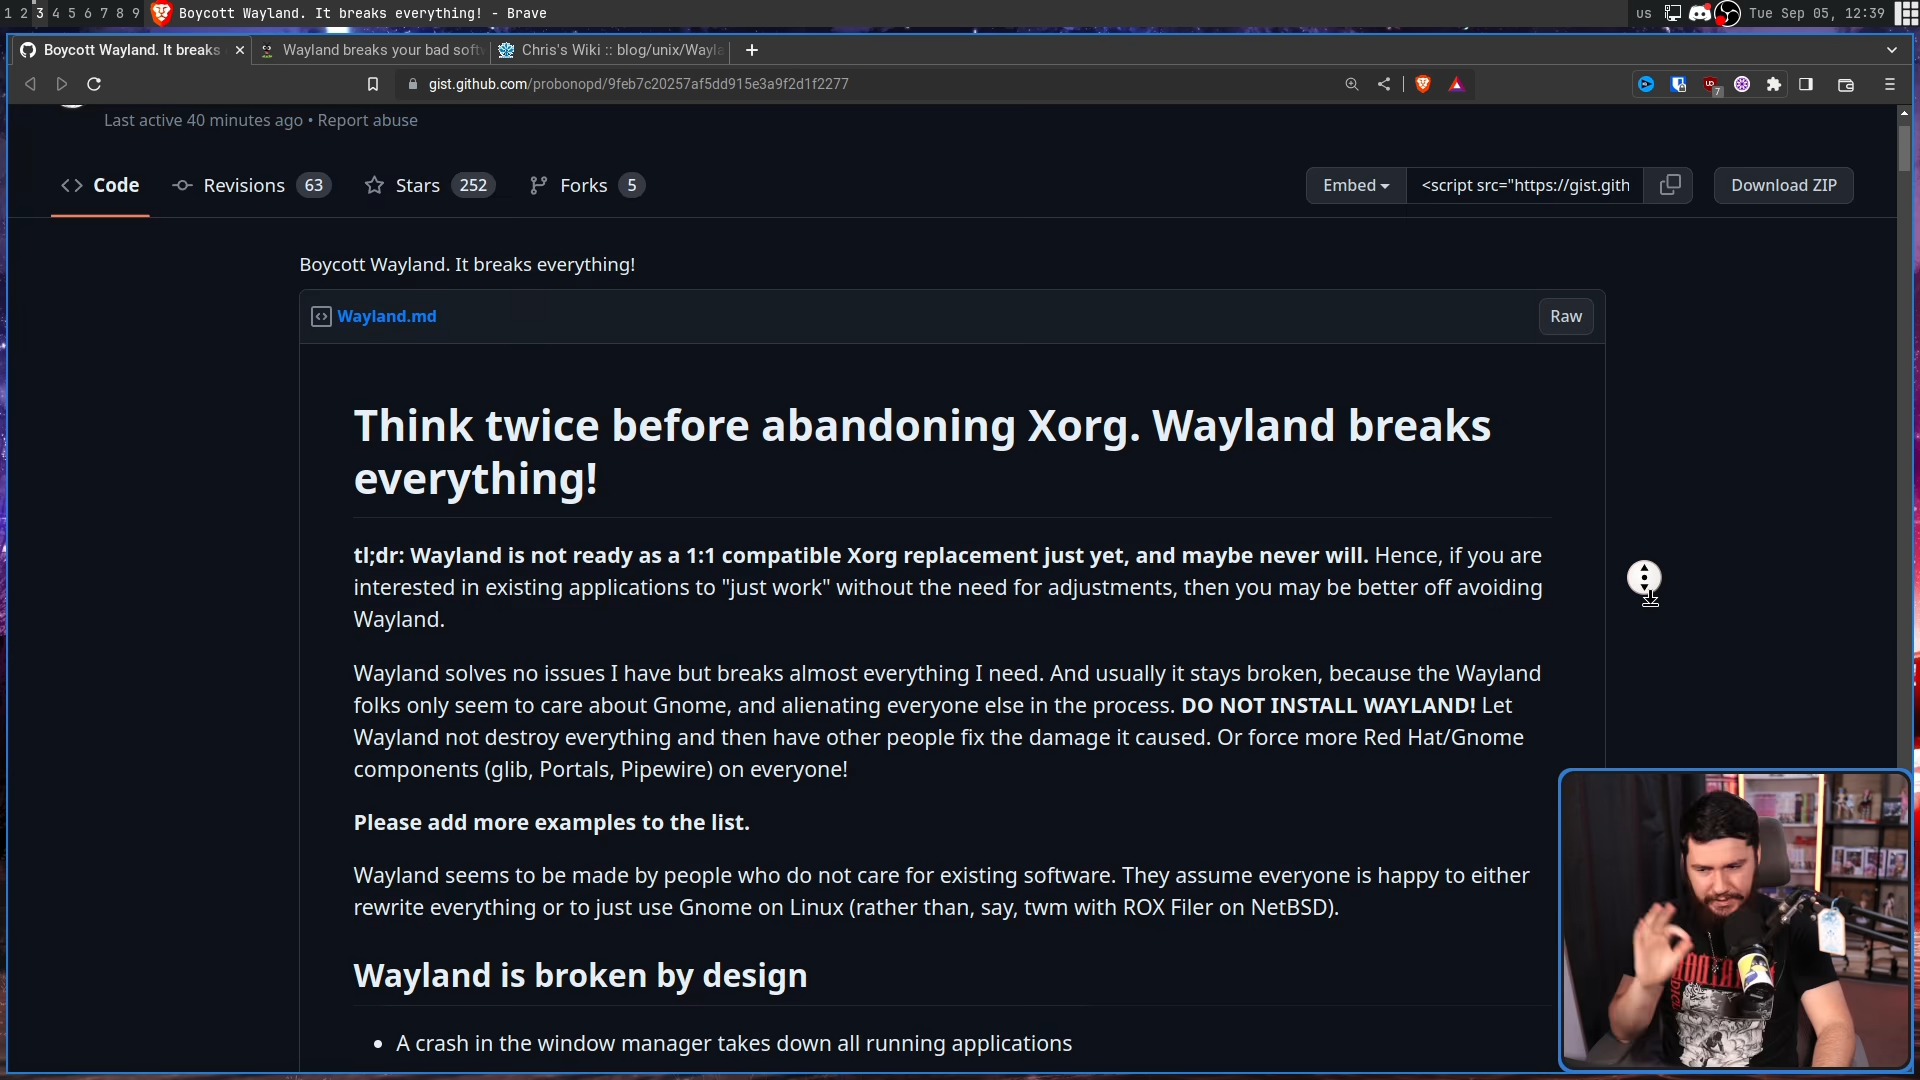 1 2 3 4 5 6 7 8 9 Boycott Wayland. It breaks everything! - Brave us Tue Sep 05, 12:39
Boycott Wayland. It breaks Wayland breaks your bad softw Chris's Wiki :: blog/unix/Wayla
gist.github.com/probonopd/9feb7c20257af5dd915e3a9f2d1f2277 7
Last active 40 minutes ago • Report abuse
Code Revisions 63 Stars 252 Forks 5 Embed <script src="https://gist.gith Download ZIP
Boycott Wayland. It breaks everything!
Wayland.md Raw
Think twice before abandoning Xorg. Wayland breaks
everything!
tl;dr: Wayland is not ready as a 1:1 compatible Xorg replacement just yet, and maybe never will. Hence, if you are
interested in existing applications to "just work" without the need for adjustments, then you may be better off avoiding
Wayland.
Wayland solves no issues I have but breaks almost everything I need. And usually it stays broken, because the Wayland
folks only seem to care about Gnome, and alienating everyone else in the process. DO NOT INSTALL WAYLAND! Let
Wayland not destroy everything and then have other people fix the damage it caused. Or force more Red Hat/Gnome
components (glib, Portals, Pipewire) on everyone!
Please add more examples to the list.
Wayland seems to be made by people who do not care for existing software. They assume everyone is happy to either
rewrite everything or to just use Gnome on Linux (rather than, say, twm with ROX Filer on NetBSD).
Wayland is broken by design
• A crash in the window manager takes down all running applications